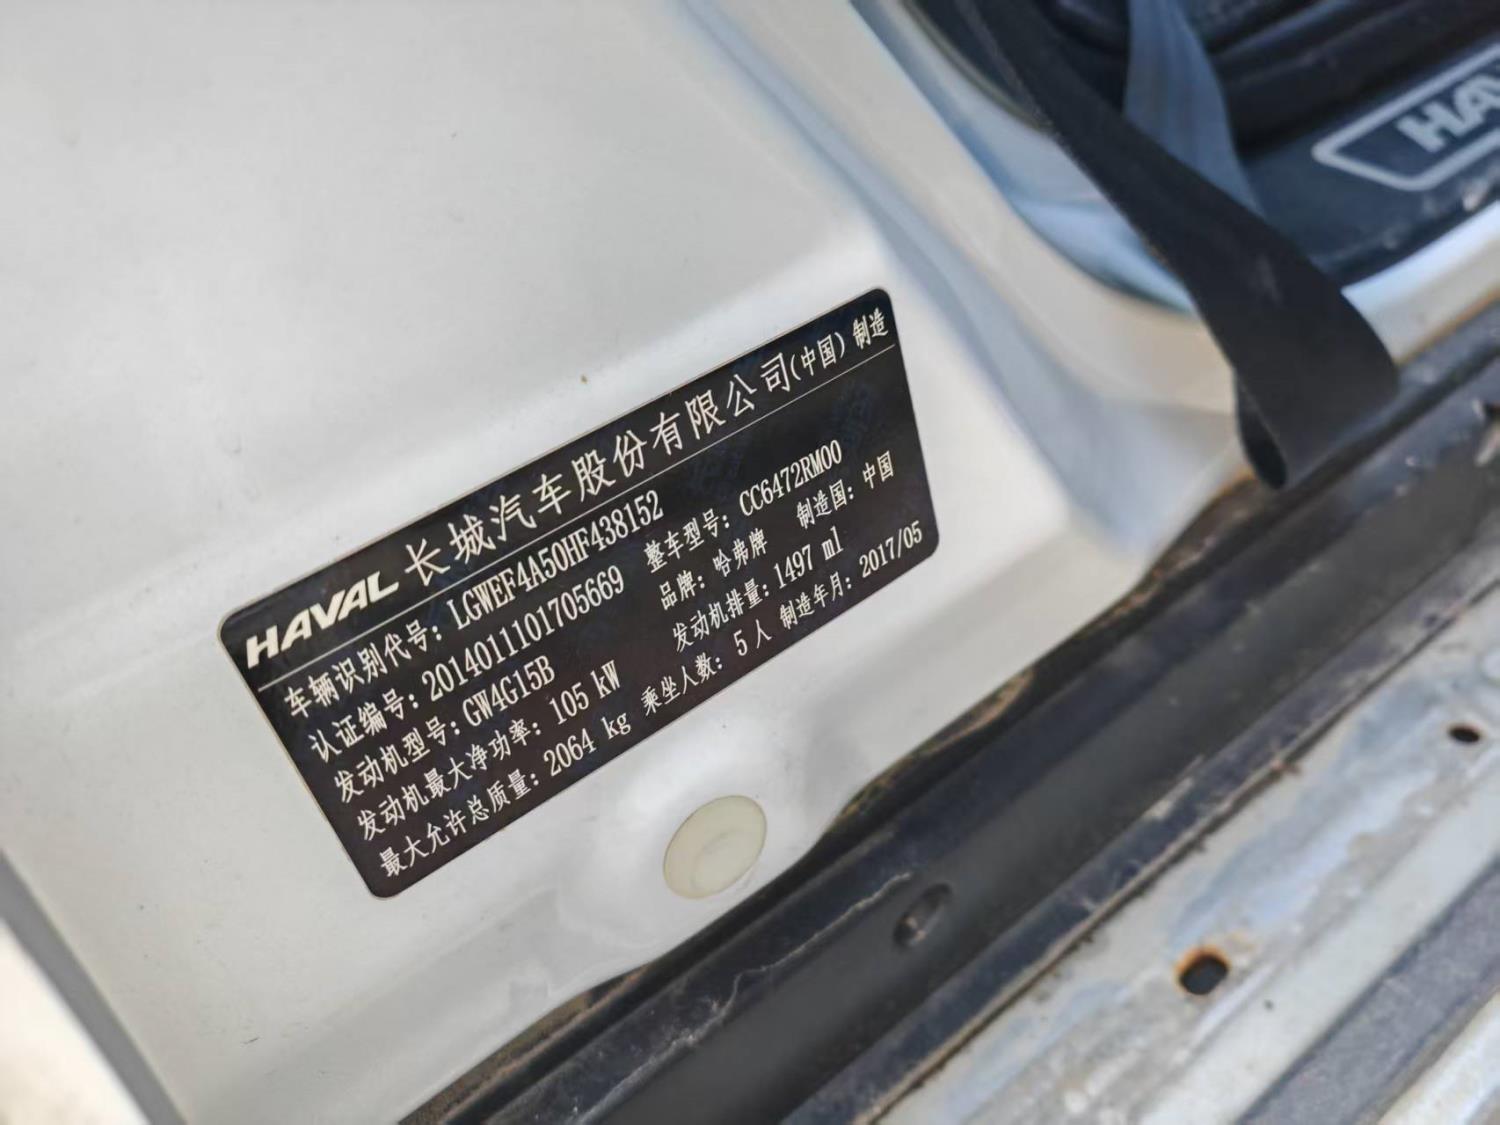 HAVAL 长城汽车股份有限公司(中国)制造
车辆识别代号：LGWEF4A50HF438152 整车型号：CC6472RM00
认证编号：2014011101705669 品牌：哈弗牌 制造国：中国
发动机型号：GW4G15B 发动机排量：1497 ml
发动机最大净功率：105 kW 乘坐人数：5人 制造年月：2017/05
最大允许总质量：2064 kg